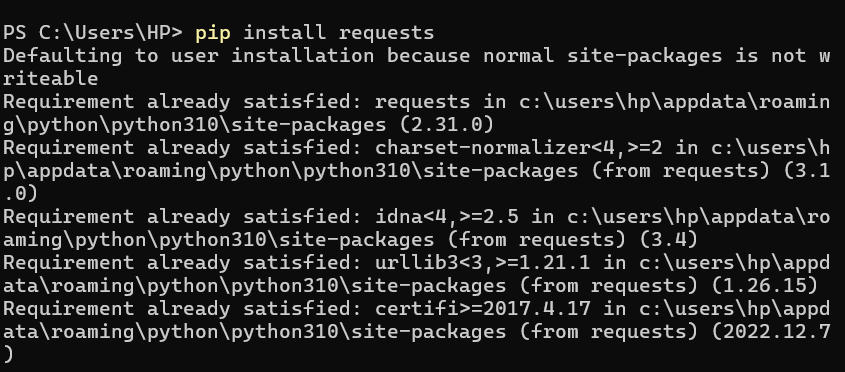 PS C:\Users\HP> pip install requests
Defaulting to user installation because normal site-packages is not w
riteable
Requirement already satisfied: requests in c:\users\hp\appdata\roamin
g\python\python310\site-packages (2.31.0)
Requirement already satisfied: charset-normalizer<4,>=2 in c:\users\h
p\appdata\roaming\python\python310\site-packages (from requests) (3.1
.0)
Requirement already satisfied: idna<4,>=2.5 in c:\users\hp\appdata\ro
aming\python\python310\site-packages (from requests) (3.4)
Requirement already satisfied: urllib3<3,>=1.21.1 in c:\users\hp\appd
ata\roaming\python\python310\site-packages (from requests) (1.26.15)
Requirement already satisfied: certifi>=2017.4.17 in c:\users\hp\appd
ata\roaming\python\python310\site-packages (from requests) (2022.12.7
)